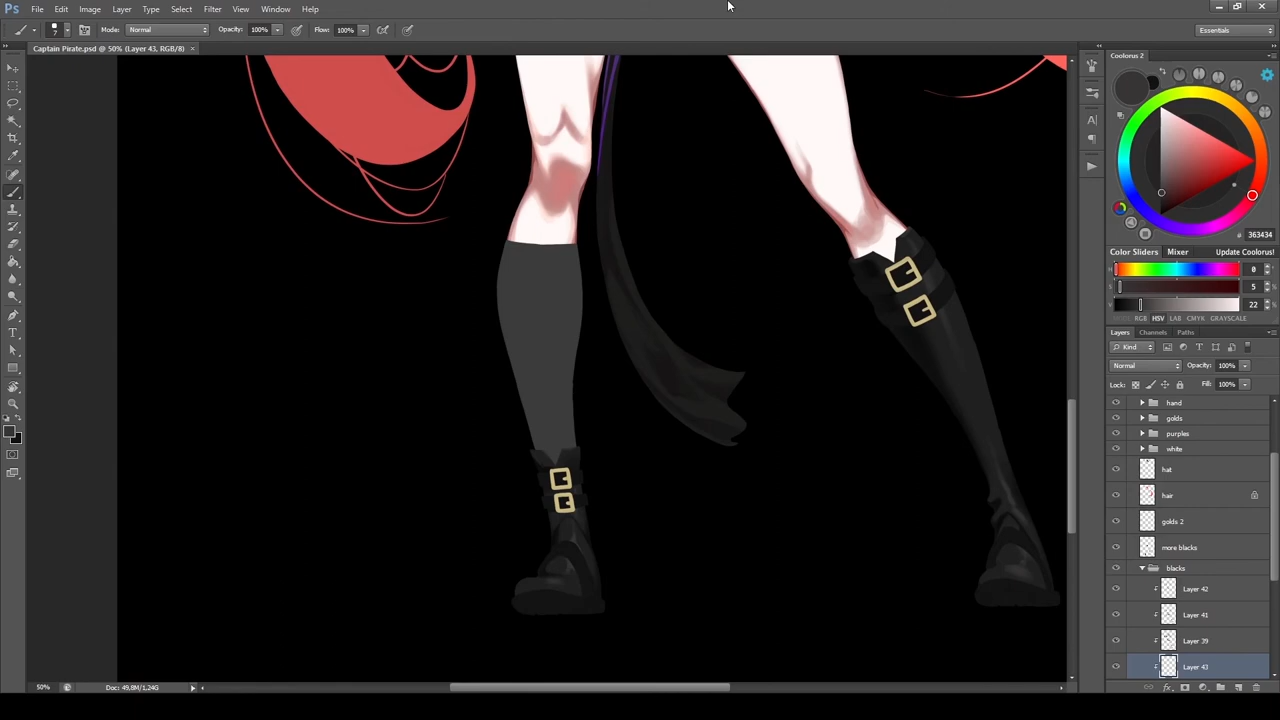 Ps File Edit Image Layer Type Select Filter View Window Help
7 Mode: Normal Opacity: 100% Flow: 100% Essentials
Captain Pirate.psd @ 50% (Layer 43, RGB/8) ×
Coolorus 2
# 363434
Color Sliders Mixer Update Coolorus!
H 0
S 5 %
V 22 %
RGB HSV LAB CMYK GRAYSCALE
Layers Channels Paths
Kind
Normal Opacity: 100%
Lock: Fill: 100%
hand
golds
purples
white
hat
hair
golds 2
more blacks
blacks
Layer 42
Layer 41
Layer 39
Layer 43
50% Doc: 49,8M/1,24G